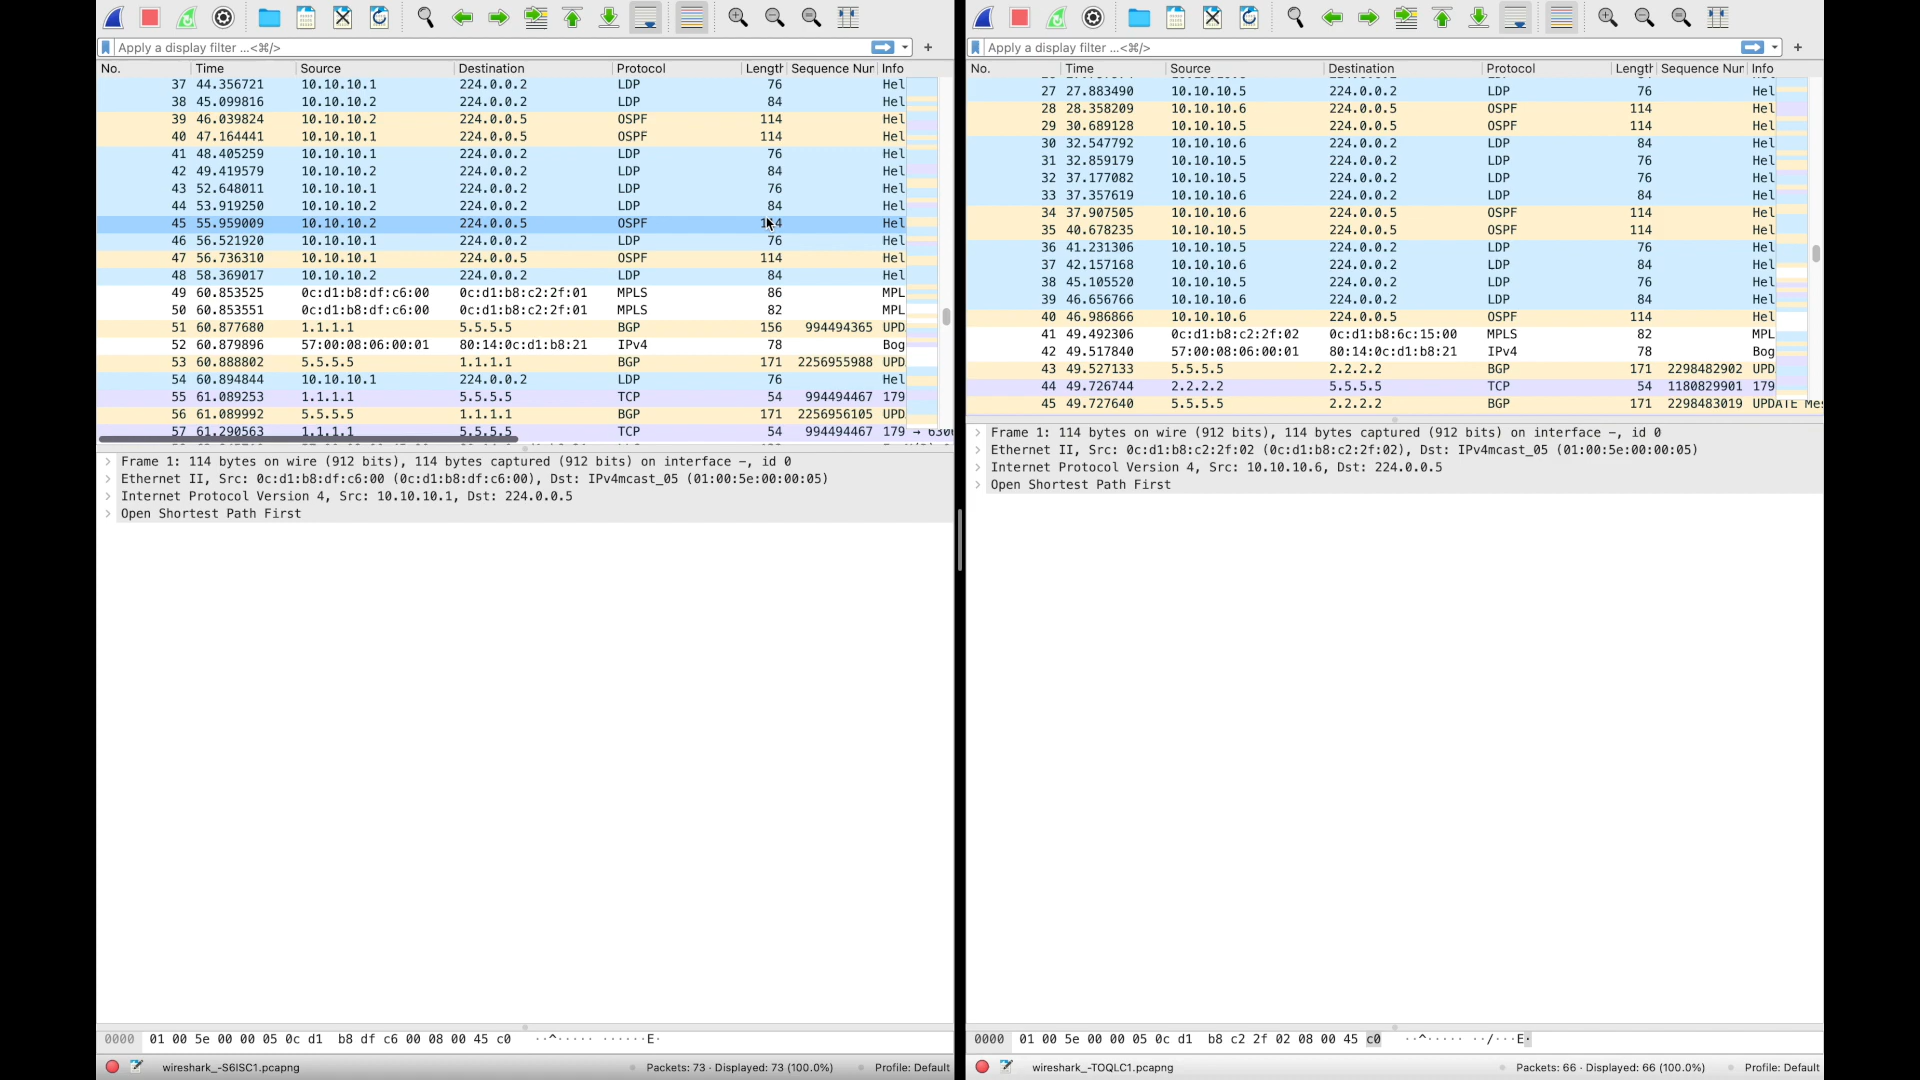 Apply a display filter ...<⌘/>
No. Time Source Destination Protocol Length Sequence Nur Info
37 44.356721 10.10.10.1 224.0.0.2 LDP 76 Hel
38 45.099816 10.10.10.2 224.0.0.2 LDP 84 Hel
39 46.039824 10.10.10.2 224.0.0.5 OSPF 114 Hel
40 47.164441 10.10.10.1 224.0.0.5 OSPF 114 Hel
41 48.405259 10.10.10.1 224.0.0.2 LDP 76 Hel
42 49.419579 10.10.10.2 224.0.0.2 LDP 84 Hel
43 52.648011 10.10.10.1 224.0.0.2 LDP 76 Hel
44 53.919250 10.10.10.2 224.0.0.2 LDP 84 Hel
45 55.959009 10.10.10.2 224.0.0.5 OSPF 114 Hel
46 56.521920 10.10.10.1 224.0.0.2 LDP 76 Hel
47 56.736310 10.10.10.1 224.0.0.5 OSPF 114 Hel
48 58.369017 10.10.10.2 224.0.0.2 LDP 84 Hel
49 60.853525 0c:d1:b8:df:c6:00 0c:d1:b8:c2:2f:01 MPLS 86 MPL
50 60.853551 0c:d1:b8:df:c6:00 0c:d1:b8:c2:2f:01 MPLS 82 MPL
51 60.877680 1.1.1.1 5.5.5.5 BGP 156 994494365 UPD
52 60.879896 57:00:08:06:00:01 80:14:0c:d1:b8:21 IPv4 78 Bog
53 60.888802 5.5.5.5 1.1.1.1 BGP 171 2256955988 UPD
54 60.894844 10.10.10.1 224.0.0.2 LDP 76 Hel
55 61.089253 1.1.1.1 5.5.5.5 TCP 54 994494467 179
56 61.089992 5.5.5.5 1.1.1.1 BGP 171 2256956105 UPD
57 61.290563 1.1.1.1 5.5.5.5 TCP 54 994494467 179 →
Frame 1: 114 bytes on wire (912 bits), 114 bytes captured (912 bits) on interface -, id 0
Ethernet II, Src: 0c:d1:b8:df:c6:00 (0c:d1:b8:df:c6:00), Dst: IPv4mcast_05 (01:00:5e:00:00:05)
Internet Protocol Version 4, Src: 10.10.10.1, Dst: 224.0.0.5
Open Shortest Path First
0000 01 00 5e 00 00 05 0c d1 b8 df c6 00 08 00 45 c0 ··^····· ······E·
wireshark_-S6ISC1.pcapng Packets: 73 · Displayed: 73 (100.0%) Profile: Default
Apply a display filter ...<⌘/>
No. Time Source Destination Protocol Length Sequence Nur Info
27 27.883490 10.10.10.5 224.0.0.2 LDP 76 Hel
28 28.358209 10.10.10.6 224.0.0.5 OSPF 114 Hel
29 30.689128 10.10.10.5 224.0.0.5 OSPF 114 Hel
30 32.547792 10.10.10.6 224.0.0.2 LDP 84 Hel
31 32.859179 10.10.10.5 224.0.0.2 LDP 76 Hel
32 37.177082 10.10.10.5 224.0.0.2 LDP 76 Hel
33 37.357619 10.10.10.6 224.0.0.2 LDP 84 Hel
34 37.907505 10.10.10.6 224.0.0.5 OSPF 114 Hel
35 40.678235 10.10.10.5 224.0.0.5 OSPF 114 Hel
36 41.231306 10.10.10.5 224.0.0.2 LDP 76 Hel
37 42.157168 10.10.10.6 224.0.0.2 LDP 84 Hel
38 45.105520 10.10.10.5 224.0.0.2 LDP 76 Hel
39 46.656766 10.10.10.6 224.0.0.2 LDP 84 Hel
40 46.986866 10.10.10.6 224.0.0.5 OSPF 114 Hel
41 49.492306 0c:d1:b8:c2:2f:02 0c:d1:b8:6c:15:00 MPLS 82 MPL
42 49.517840 57:00:08:06:00:01 80:14:0c:d1:b8:21 IPv4 78 Bog
43 49.527133 5.5.5.5 2.2.2.2 BGP 171 2298482902 UPD
44 49.726744 2.2.2.2 5.5.5.5 TCP 54 1180829901 179
45 49.727640 5.5.5.5 2.2.2.2 BGP 171 2298483019 UPDATE Mes
Frame 1: 114 bytes on wire (912 bits), 114 bytes captured (912 bits) on interface -, id 0
Ethernet II, Src: 0c:d1:b8:c2:2f:02 (0c:d1:b8:c2:2f:02), Dst: IPv4mcast_05 (01:00:5e:00:00:05)
Internet Protocol Version 4, Src: 10.10.10.6, Dst: 224.0.0.5
Open Shortest Path First
0000 01 00 5e 00 00 05 0c d1 b8 c2 2f 02 08 00 45 c0 ··^····· ··/···E·
wireshark_-TOQLC1.pcapng Packets: 66 · Displayed: 66 (100.0%) Profile: Default